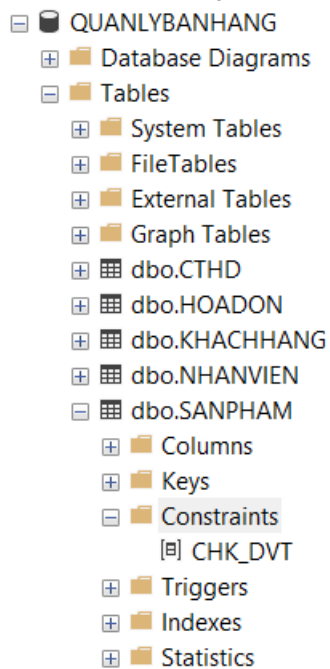 QUANLYBANHANG
Database Diagrams
Tables
System Tables
FileTables
External Tables
Graph Tables
dbo.CTHD
dbo.HOADON
dbo.KHACHHANG
dbo.NHANVIEN
dbo.SANPHAM
Columns
Keys
Constraints
CHK_DVT
Triggers
Indexes
Statistics